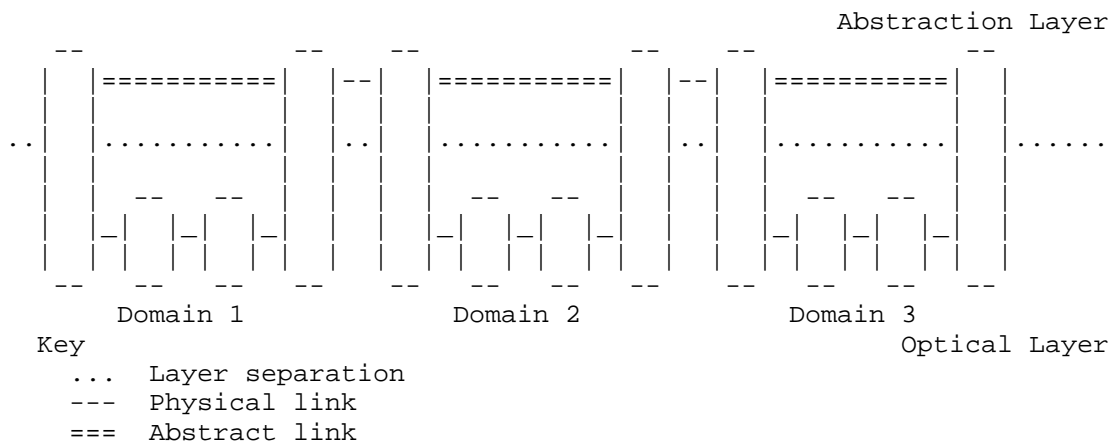 Abstraction Layer
Domain 1 Domain 2 Domain 3
Key Optical Layer
... Layer separation
--- Physical link
=== Abstract link